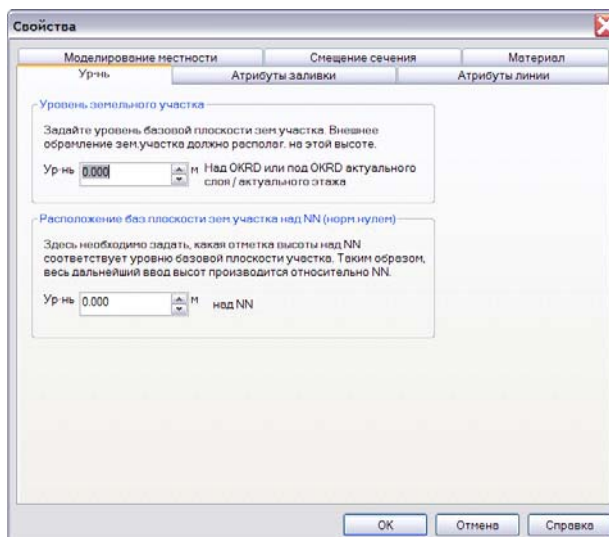 Свойства
Моделирование местности Смещение сечения Материал
Ур-нь Атрибуты заливки Атрибуты линии
Уровень земельного участка
Задайте уровень базовой плоскости зем.участка. Внешнее
обрамление зем.участка должно располаг. на этой высоте.
Ур-нь 0.000 м Над OKRD или под OKRD актуального
слоя / актуального этажа
Расположение баз плоскости зем участка над NN (норм.нулем)
Здесь необходимо задать, какая отметка высоты над NN
соответствует уровню базовой плоскости участка. Таким образом,
весь дальнейший ввод высот производится относительно NN.
Ур-нь 0.000 м над NN
OK Отмена Справка